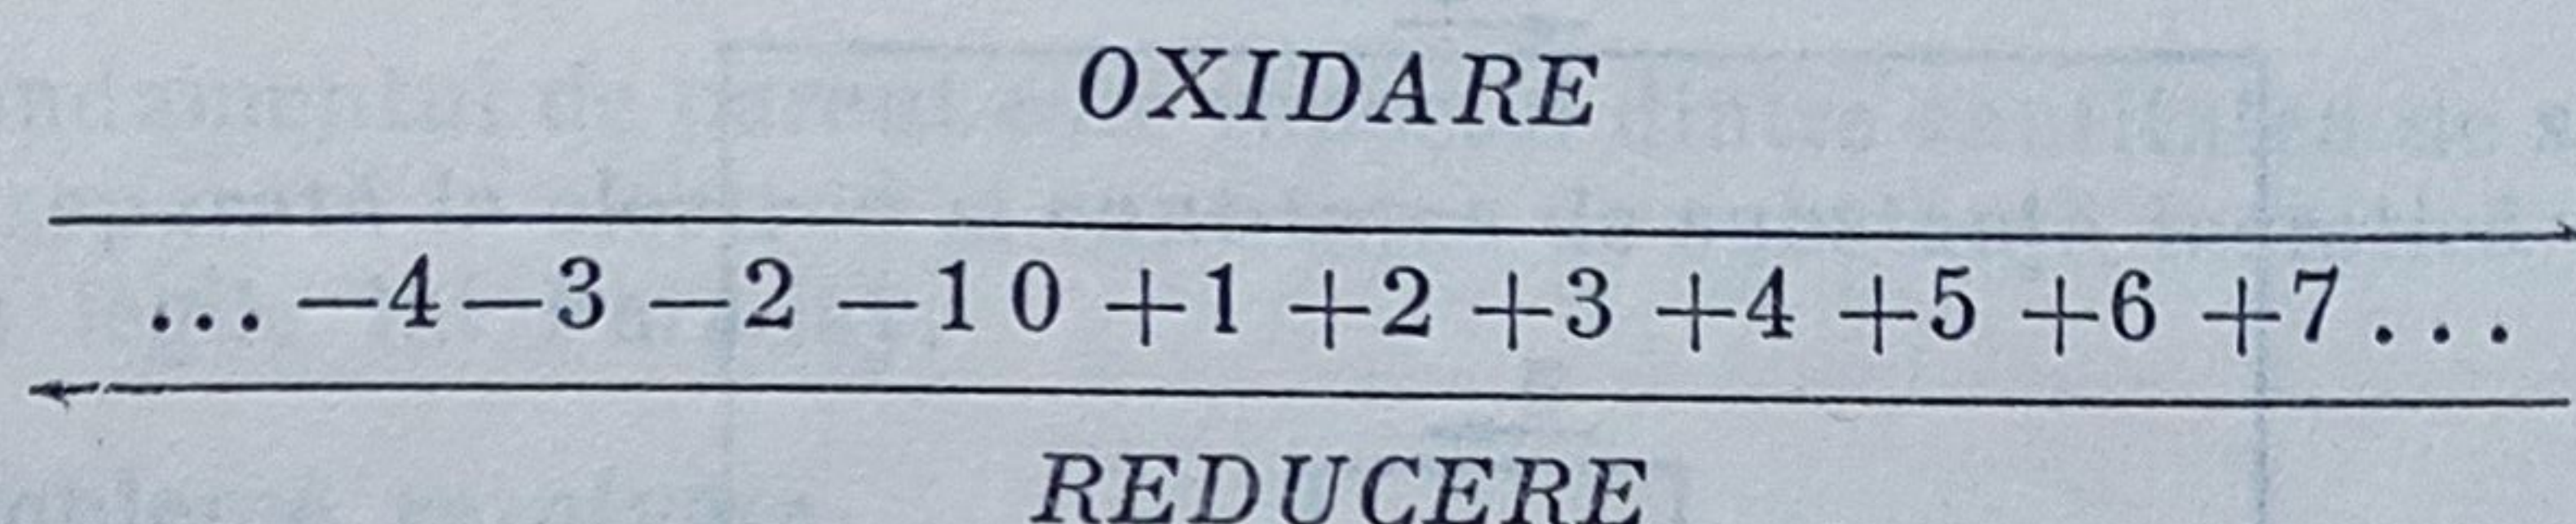 OXIDARE
... −4 −3 −2 −1 0 +1 +2 +3 +4 +5 +6 +7 ...
REDUCERE